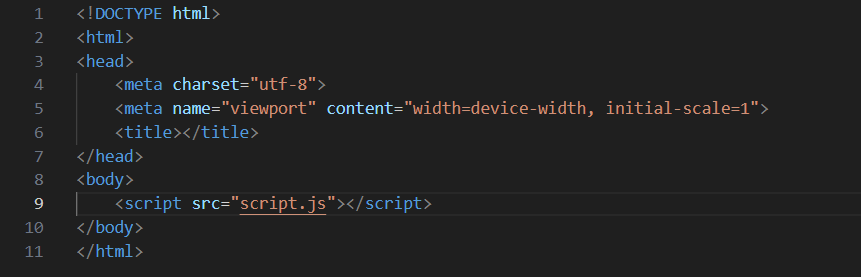 1 <!DOCTYPE html>
2 <html>
3 <head>
4     <meta charset="utf-8">
5     <meta name="viewport" content="width=device-width, initial-scale=1">
6     <title></title>
7 </head>
8 <body>
9     <script src="script.js"></script>
10 </body>
11 </html>